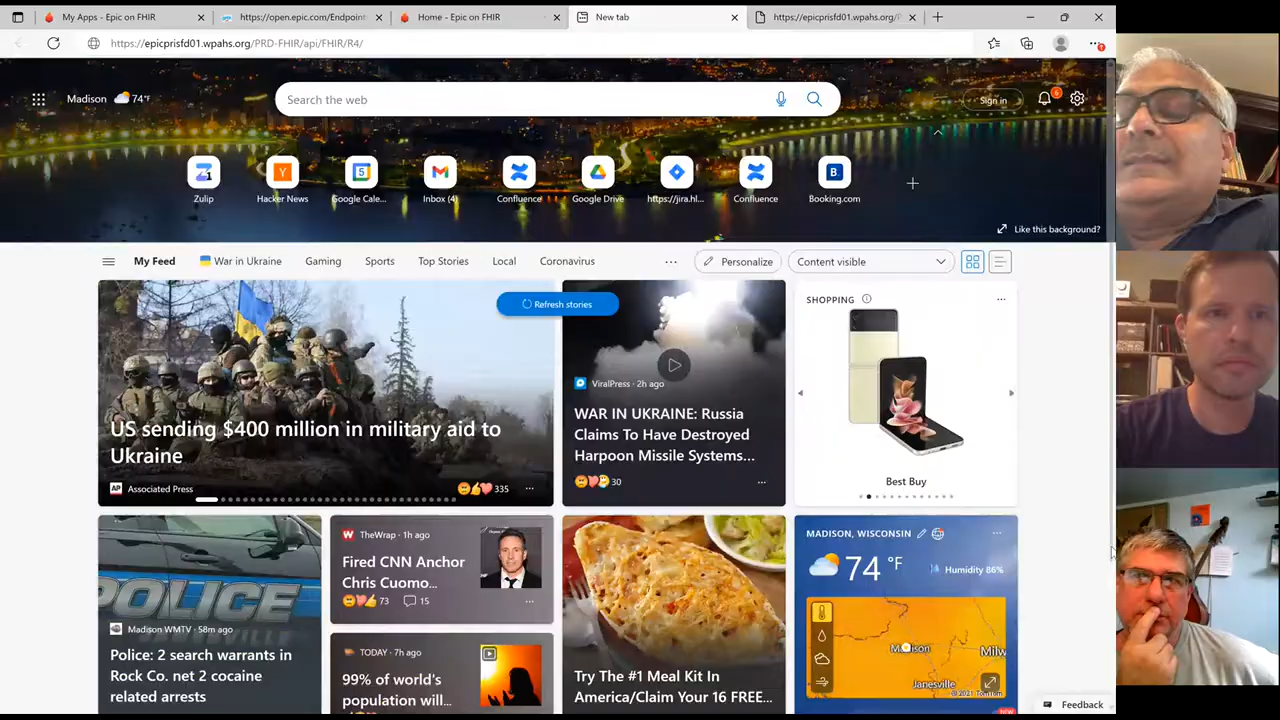 My Apps - Epic on FHIR
https://open.epic.com/Endpoint
Home - Epic on FHIR
New tab
https://epicprisfd01.wpahs.org/P
https://epicprisfd01.wpahs.org/PRD-FHIR/api/FHIR/R4/
Madison 74°F
Search the web
Sign in
6
Zulip
Hacker News
5
Google Cale...
Inbox (4)
Confluence
Google Drive
https://jira.hl...
Confluence
B
Booking.com
Like this background?
My Feed
War in Ukraine
Gaming
Sports
Top Stories
Local
Coronavirus
Personalize
Content visible
Refresh stories
US sending $400 million in military aid to
Ukraine
AP Associated Press
335
ViralPress · 2h ago
WAR IN UKRAINE: Russia
Claims To Have Destroyed
Harpoon Missile Systems...
30
SHOPPING
Best Buy
POLICE
Madison WMTV · 58m ago
Police: 2 search warrants in
Rock Co. net 2 cocaine
related arrests
W TheWrap · 1h ago
Fired CNN Anchor
Chris Cuomo...
73 15
TODAY · 7h ago
99% of world's
population will...
Try The #1 Meal Kit In
America/Claim Your 16 FREE...
MADISON, WISCONSIN
74 °F
Humidity 86%
Madison
Milw
Janesville
© 2021 TomTom
Feedback